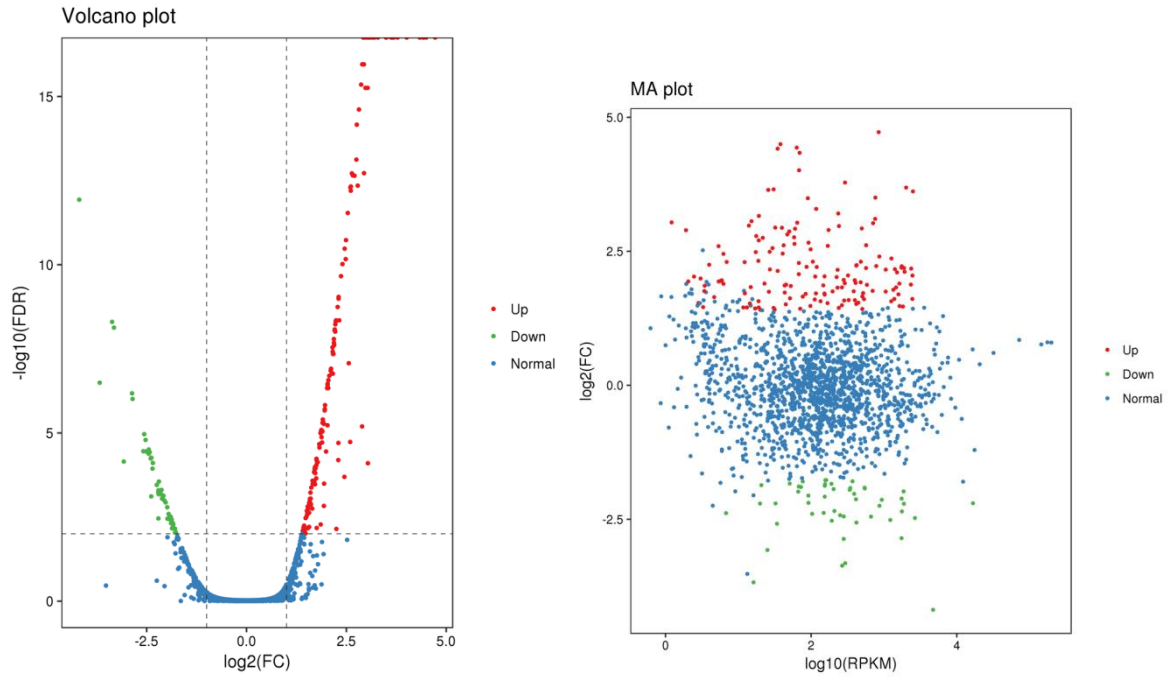 Volcano plot
15
10
5
0
-log10(FDR)
-2.5
0.0
2.5
5.0
log2(FC)
Up
Down
Normal
MA plot
5.0
2.5
0.0
-2.5
log2(FC)
0
2
4
log10(RPKM)
Up
Down
Normal